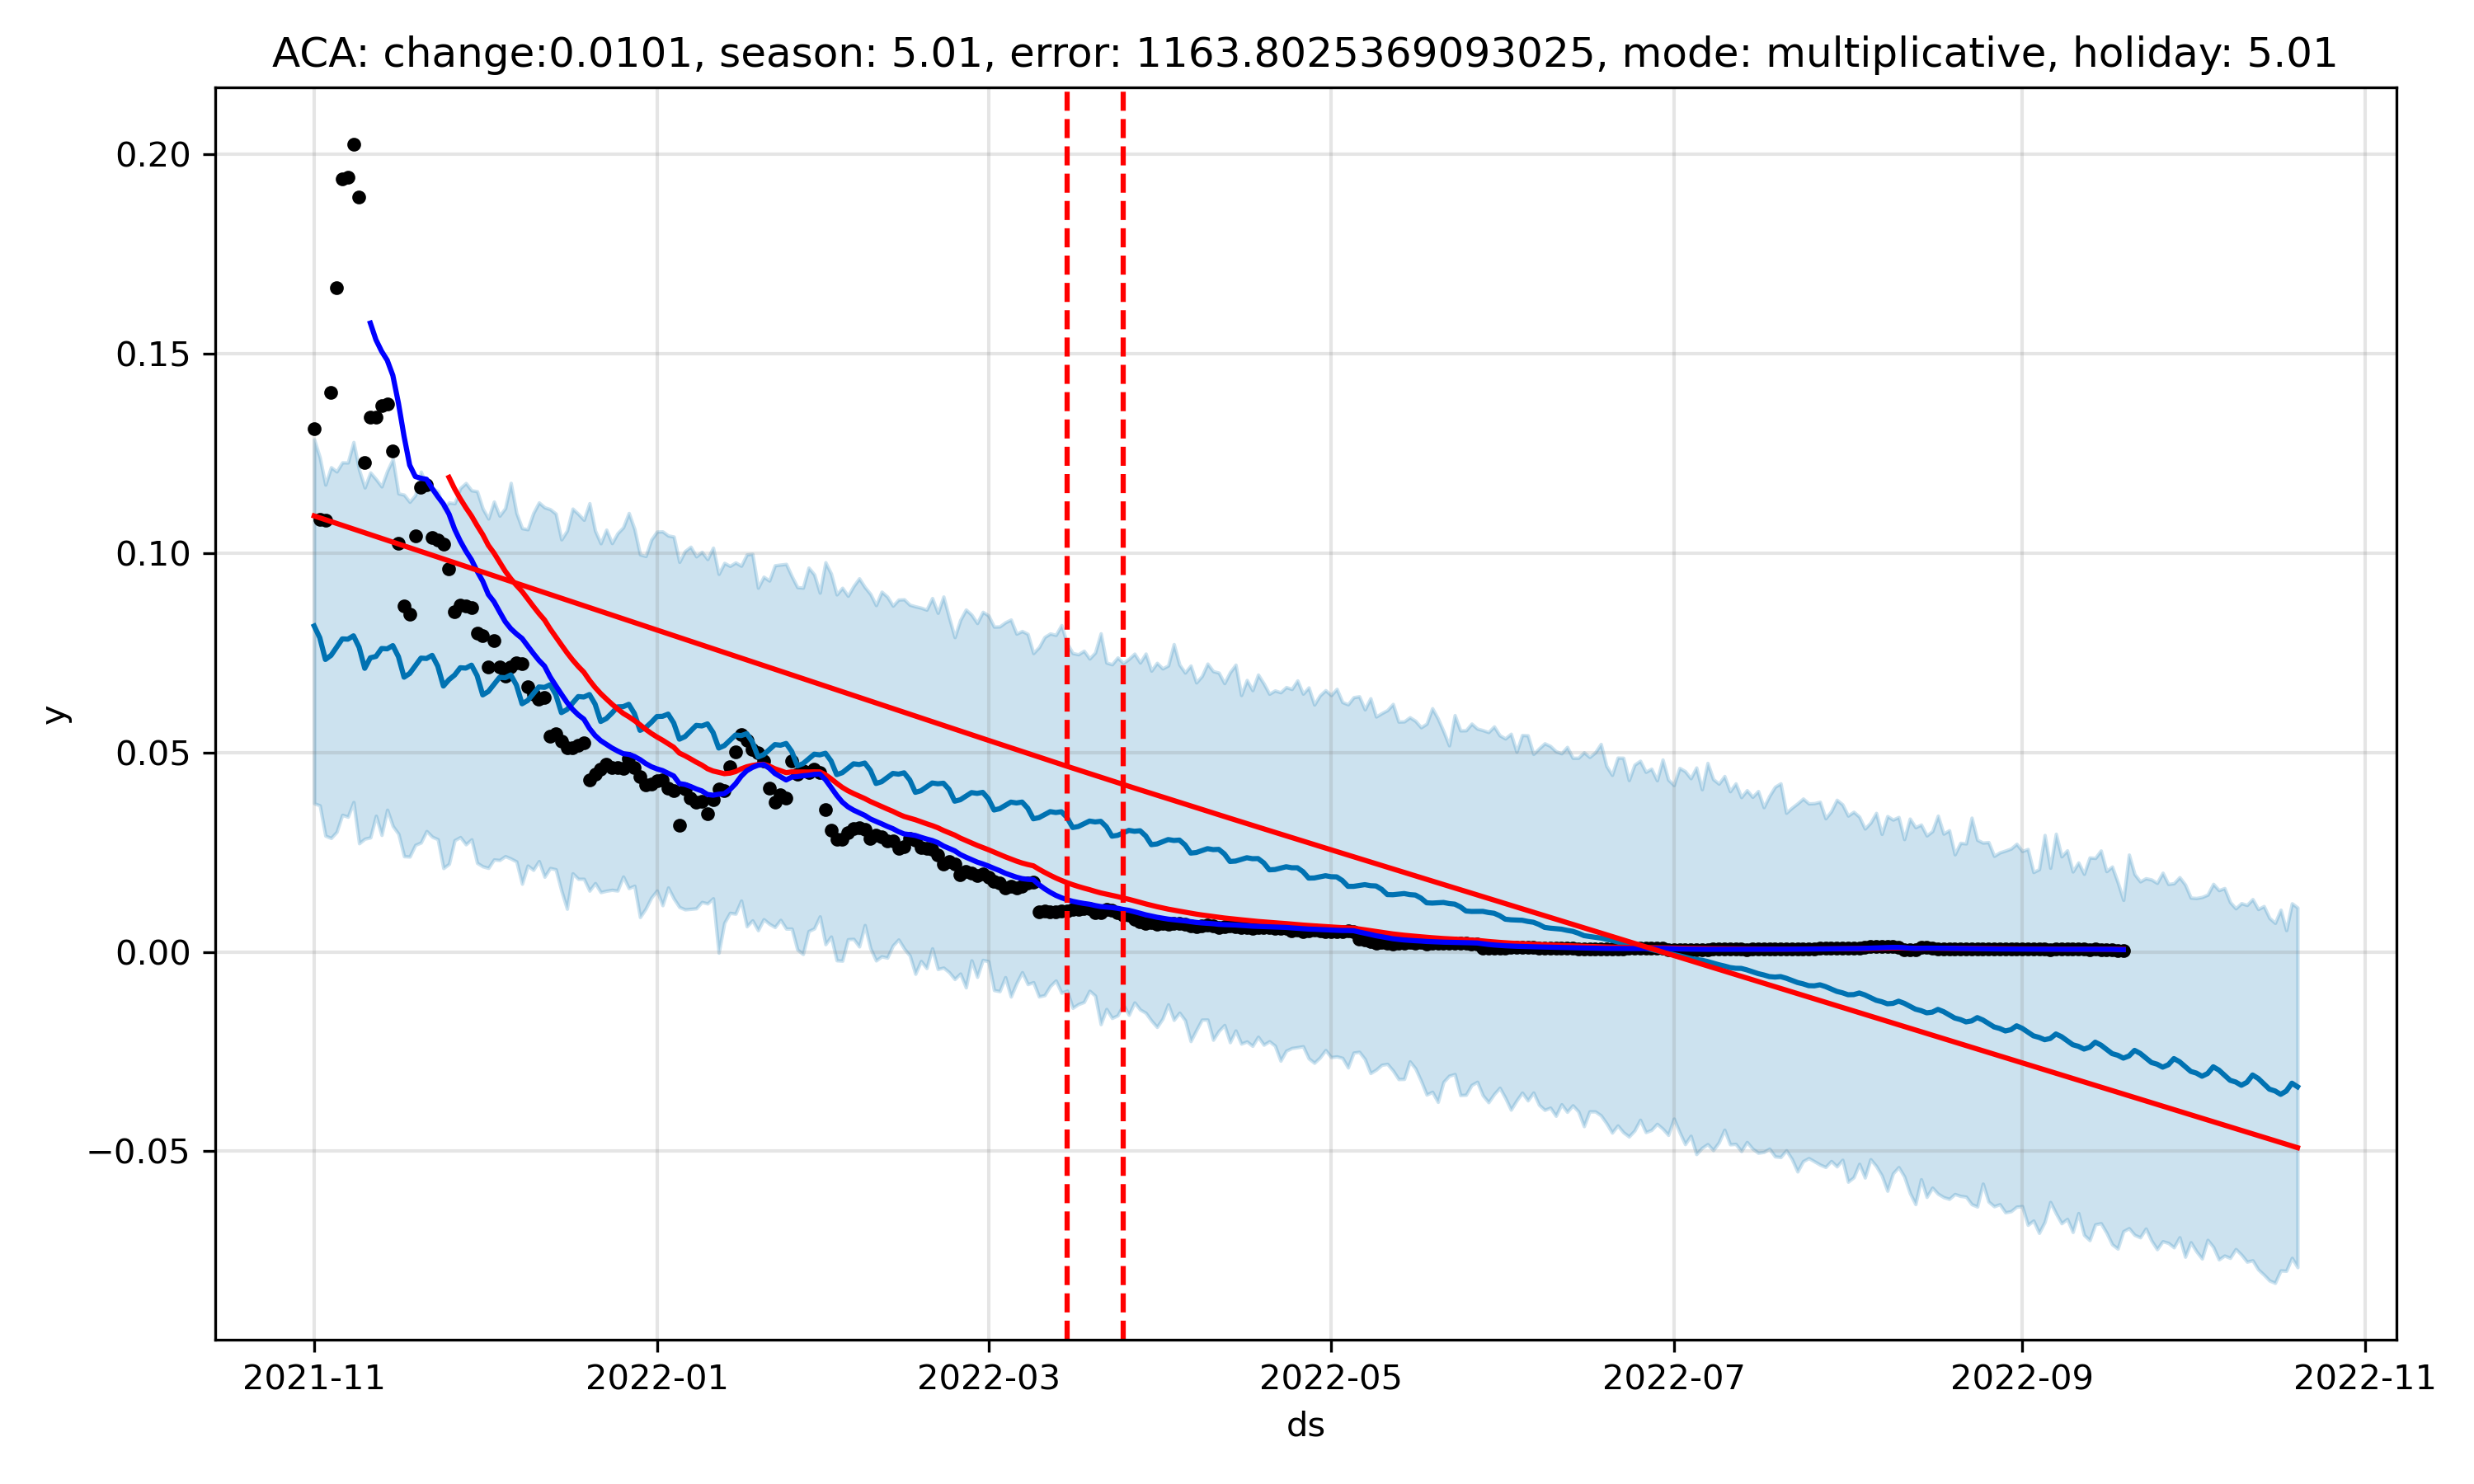 ACA: change:0.0101, season: 5.01, error: 1163.8025369093025, mode: multiplicative, holiday: 5.01
0.20
0.15
0.10
0.05
0.00
−0.05
y
2021-11 2022-01 2022-03 2022-05 2022-07 2022-09 2022-11
ds